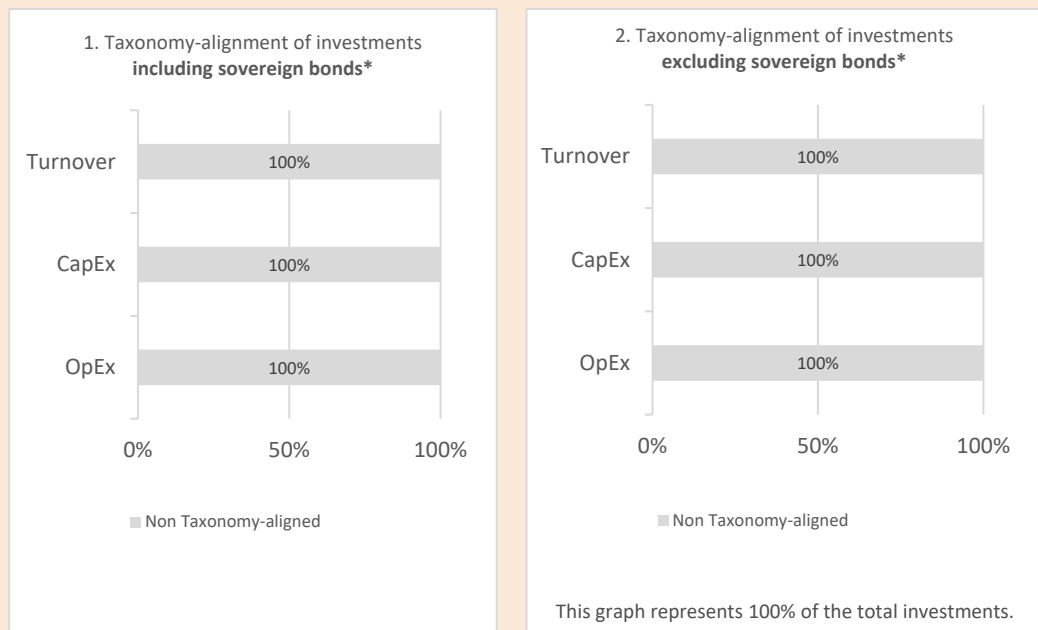 1. Taxonomy-alignment of investments
including sovereign bonds*
Turnover
100%
CapEx
100%
OpEx
100%
0% 50% 100%
Non Taxonomy-aligned
2. Taxonomy-alignment of investments
excluding sovereign bonds*
Turnover
100%
CapEx
100%
OpEx
100%
0% 50% 100%
Non Taxonomy-aligned
This graph represents 100% of the total investments.